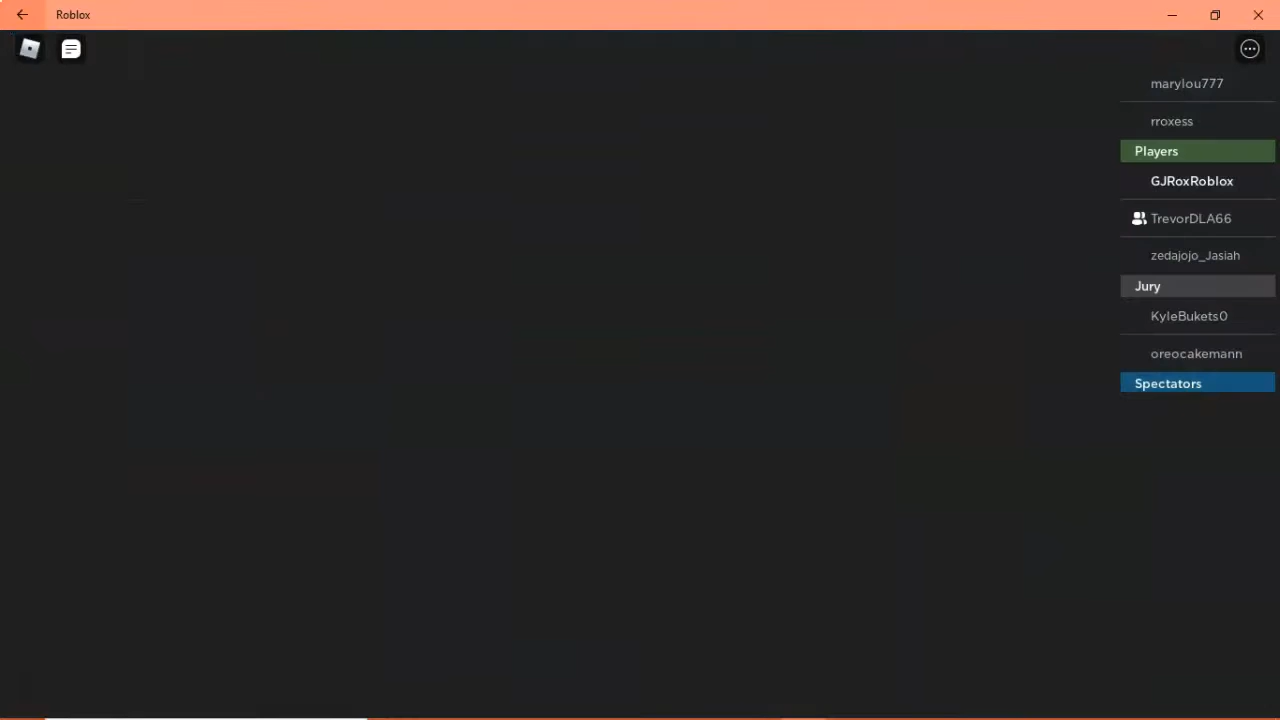 Roblox
marylou777
rroxess
Players
GJRoxRoblox
TrevorDLA66
zedajojo_Jasiah
Jury
KyleBukets0
oreocakemann
Spectators